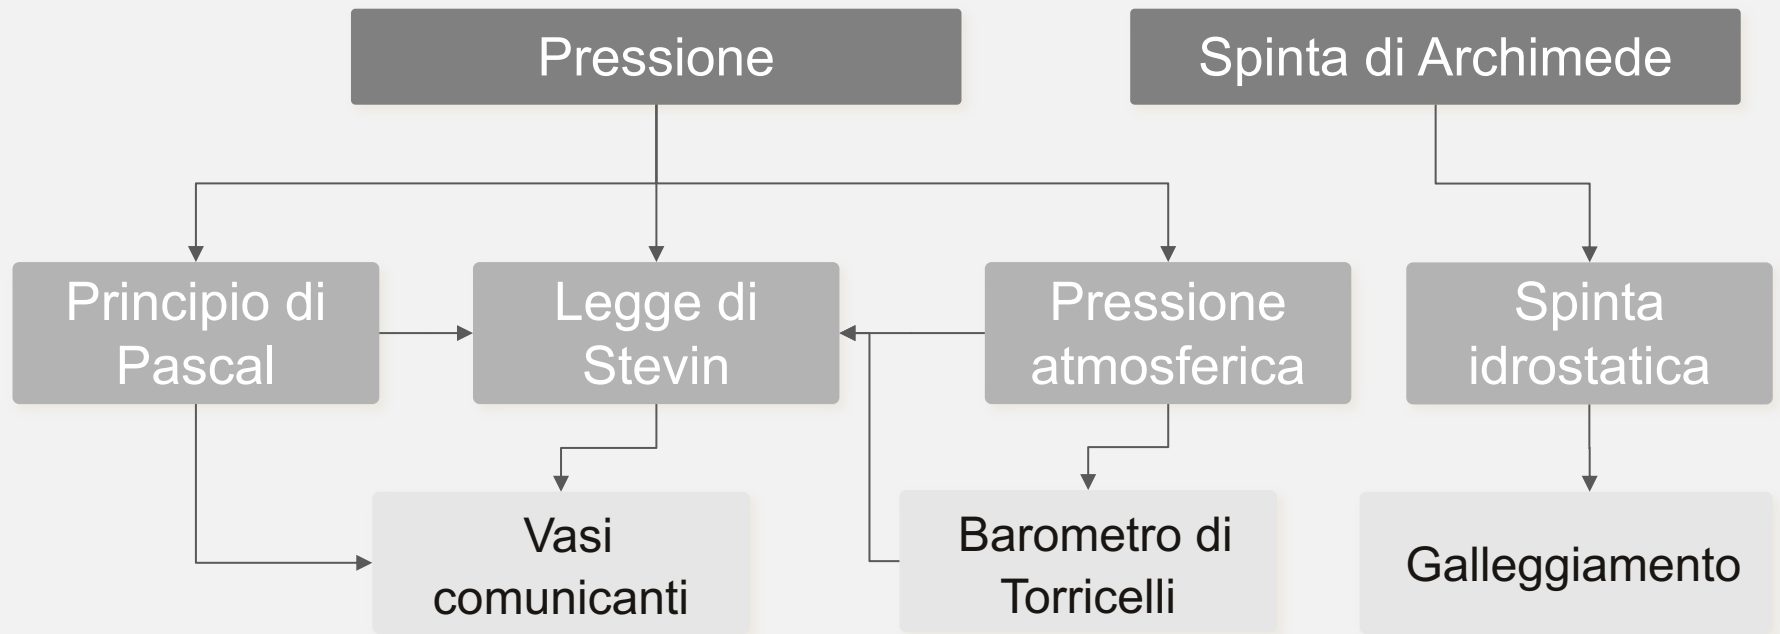 Pressione
Spinta di Archimede
Principio di
Pascal
Legge di
Stevin
Pressione
atmosferica
Spinta
idrostatica
Vasi
comunicanti
Barometro di
Torricelli
Galleggiamento